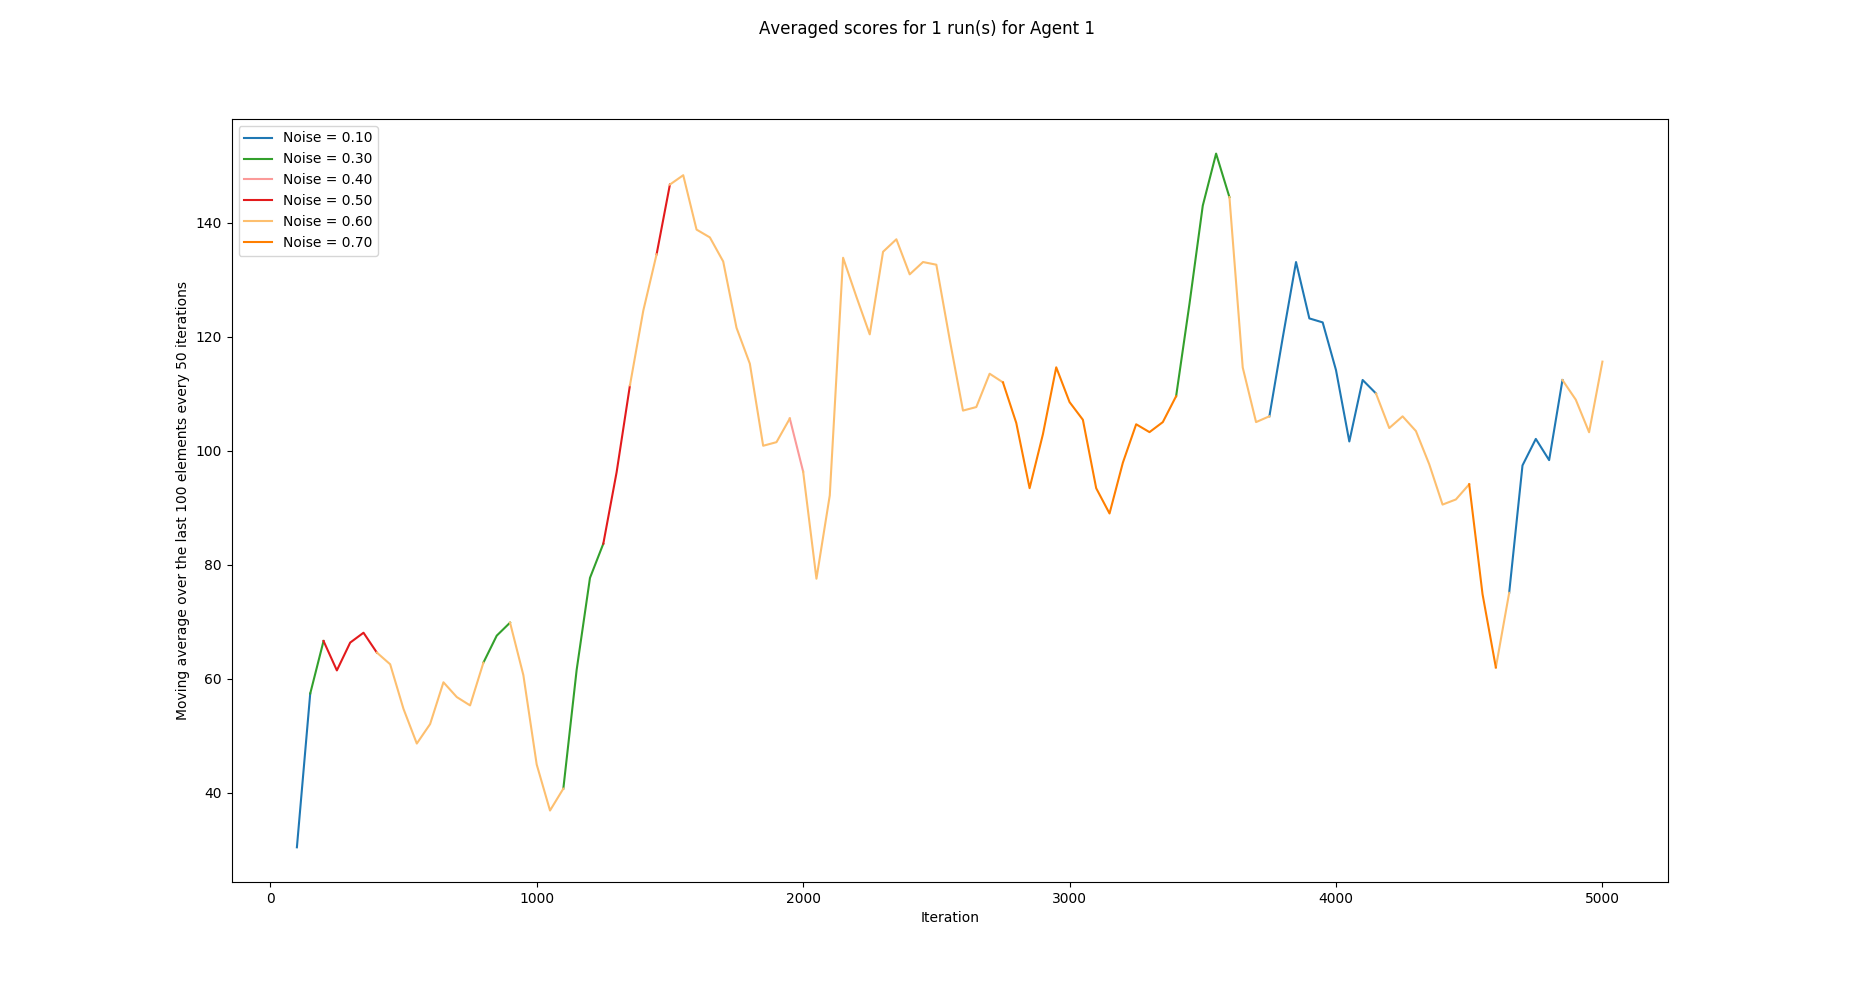 Averaged scores for 1 run(s) for Agent 1
Noise = 0.10
Noise = 0.30
Noise = 0.40
Noise = 0.50
Noise = 0.60
Noise = 0.70
Moving average over the last 100 elements every 50 iterations
140
120
100
80
60
40
0 1000 2000 3000 4000 5000
Iteration